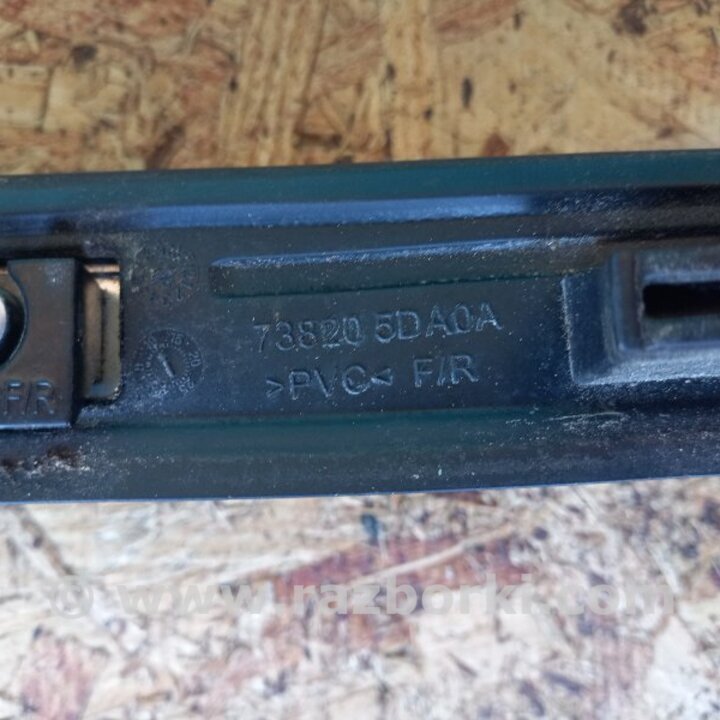 73820 5DA0A
>PVC< F/R
F/R
© www.razborki.com